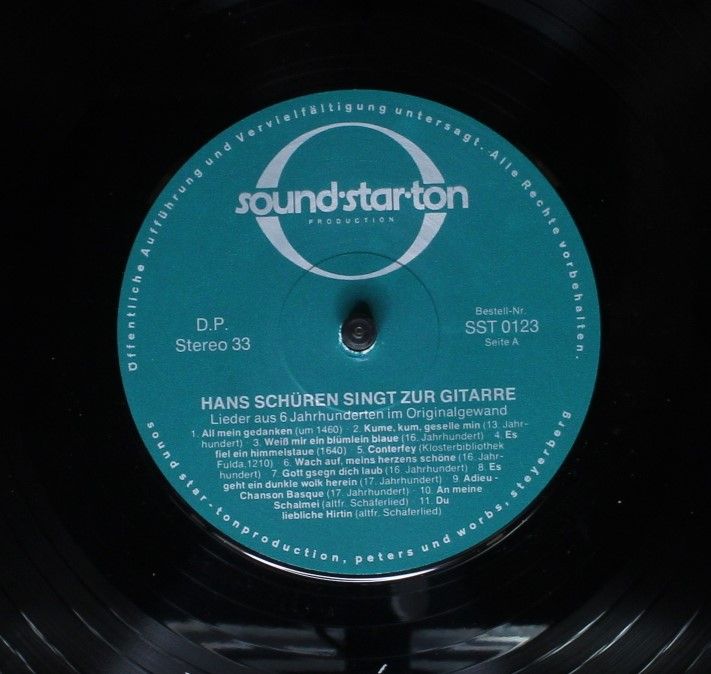 Öffentliche Aufführung und Vervielfältigung untersagt. Alle Rechte vorbehalten.
sound·star·ton
PRODUCTION
D.P.
Stereo 33
Bestell-Nr.
SST 0123
Seite A
HANS SCHÜREN SINGT ZUR GITARRE
Lieder aus 6 Jahrhunderten im Originalgewand
1. All mein gedanken (um 1460) · 2. Kume, kum, geselle min (13. Jahr-
hundert) · 3. Weiß mir ein blümlein blaue (16. Jahrhundert) · 4. Es
fiel ein himmelstaue (1640) · 5. Conterfey (Klosterbibliothek
Fulda.1210) · 6. Wach auf, meins herzens schöne (16. Jahr-
hundert) · 7. Gott gsegn dich laub (16. Jahrhundert) · 8. Es
geht ein dunkle wolk herein (17. Jahrhundert) · 9. Adieu -
Chanson Basque (17. Jahrhundert) · 10. An meine
Schalmei (altfr. Schäferlied) · 11. Du
liebliche Hirtin (altfr. Schäferlied)
sound star-tonproduction, peters und worbs, steyerberg